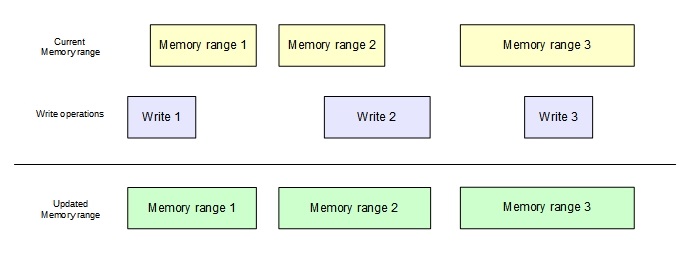 Current
Memory range
Memory range 1
Memory range 2
Memory range 3
Write operations
Write 1
Write 2
Write 3
Updated
Memory range
Memory range 1
Memory range 2
Memory range 3